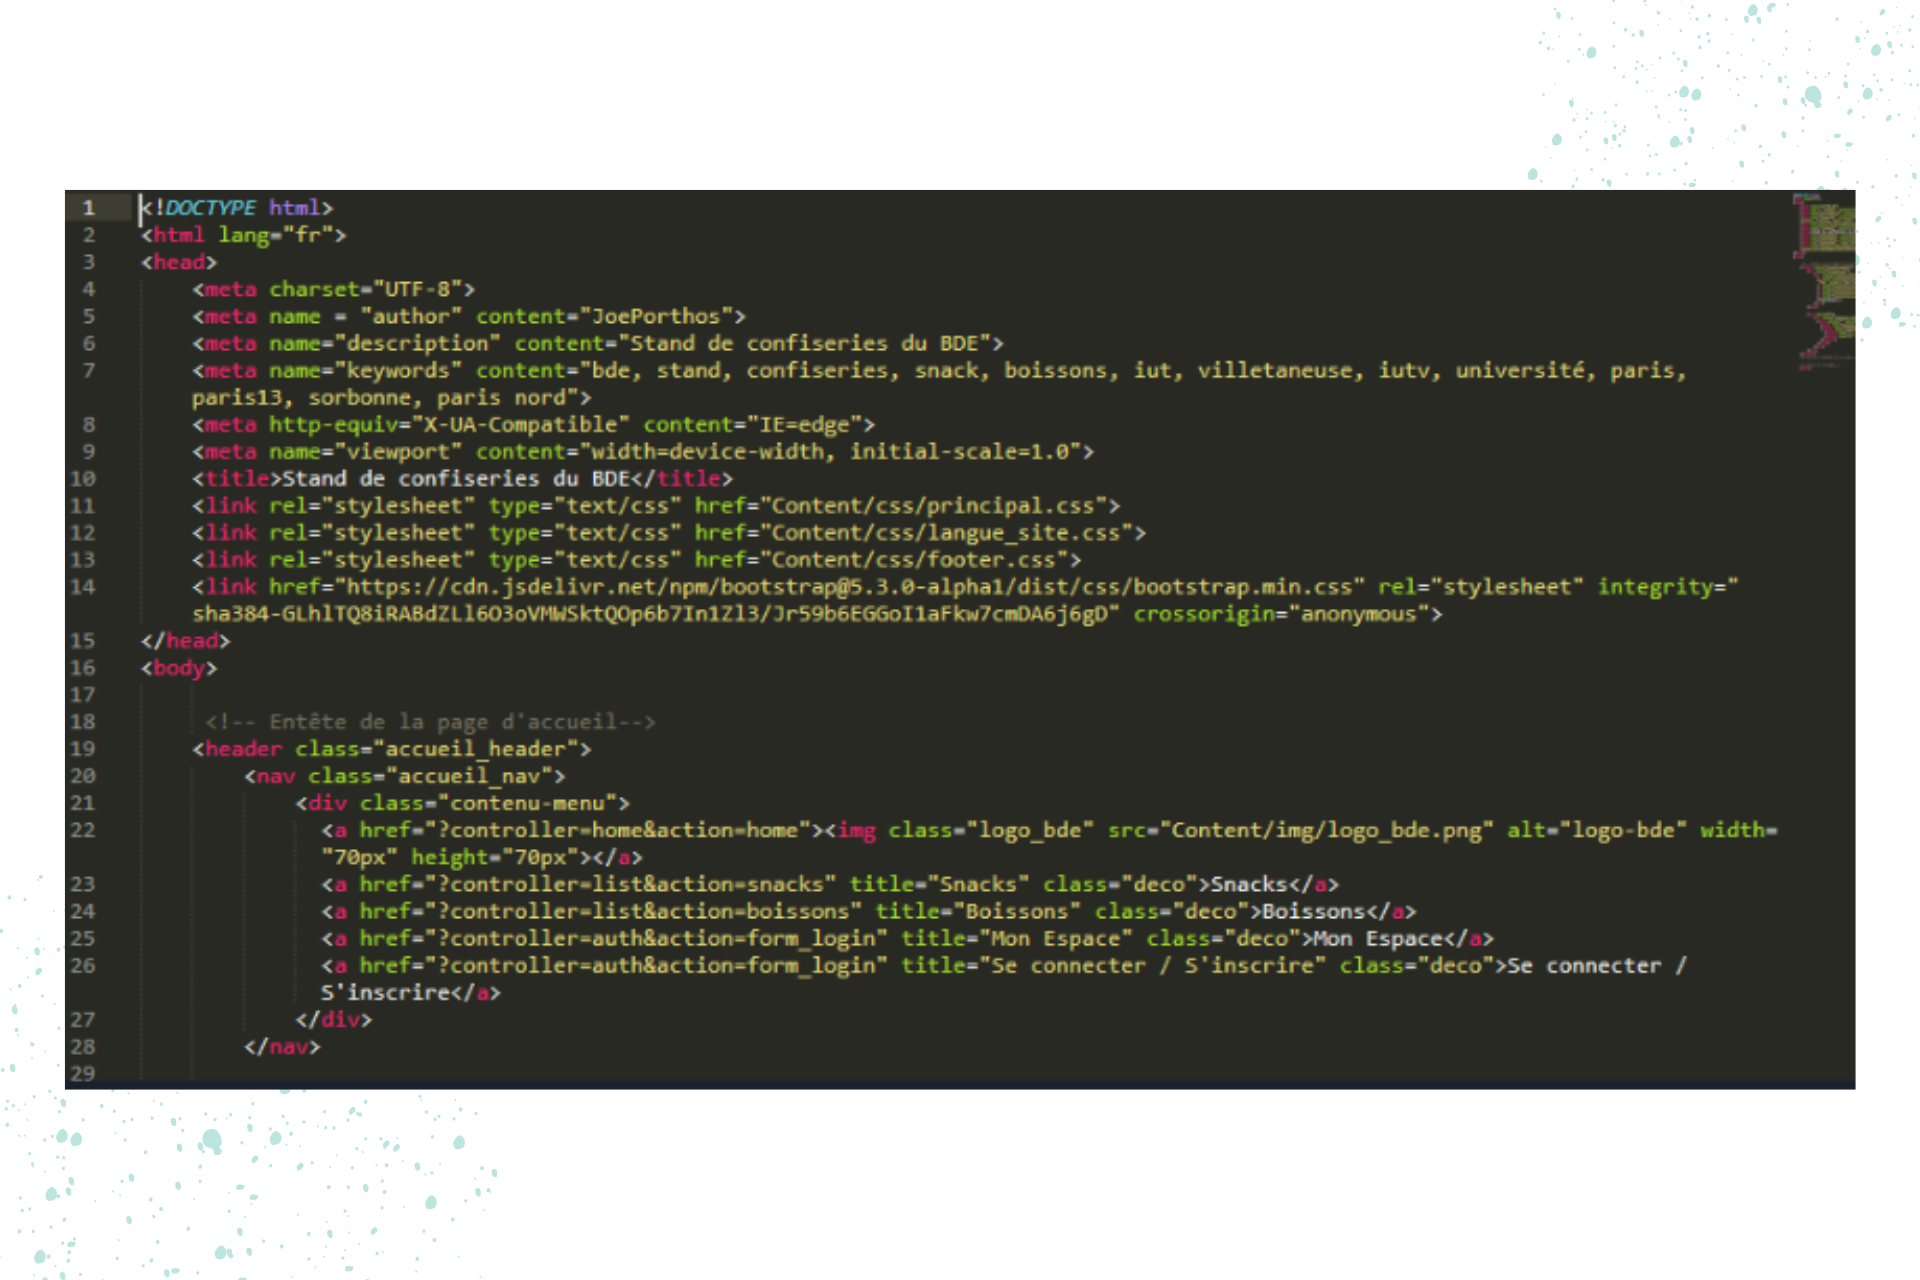 1 <!DOCTYPE html>
2 <html lang="fr">
3 <head>
4 <meta charset="UTF-8">
5 <meta name = "author" content="JoePorthos">
6 <meta name="description" content="Stand de confiseries du BDE">
7 <meta name="keywords" content="bde, stand, confiseries, snack, boissons, iut, villetaneuse, iutv, université, paris,
paris13, sorbonne, paris nord">
8 <meta http-equiv="X-UA-Compatible" content="IE=edge">
9 <meta name="viewport" content="width=device-width, initial-scale=1.0">
10 <title>Stand de confiseries du BDE</title>
11 <link rel="stylesheet" type="text/css" href="Content/css/principal.css">
12 <link rel="stylesheet" type="text/css" href="Content/css/langue_site.css">
13 <link rel="stylesheet" type="text/css" href="Content/css/footer.css">
14 <link href="https://cdn.jsdelivr.net/npm/bootstrap@5.3.0-alpha1/dist/css/bootstrap.min.css" rel="stylesheet" integrity="
sha384-GLhlTQ8iRABdZLl6O3oVMWSktQOp6b7In1Zl3/Jr59b6EGGoI1aFkw7cmDA6j6gD" crossorigin="anonymous">
15 </head>
16 <body>
17
18 <!-- Entête de la page d'accueil-->
19 <header class="accueil_header">
20 <nav class="accueil_nav">
21 <div class="contenu-menu">
22 <a href="?controller=home&action=home"><img class="logo_bde" src="Content/img/logo_bde.png" alt="logo-bde" width=
"70px" height="70px"></a>
23 <a href="?controller=list&action=snacks" title="Snacks" class="deco">Snacks</a>
24 <a href="?controller=list&action=boissons" title="Boissons" class="deco">Boissons</a>
25 <a href="?controller=auth&action=form_login" title="Mon Espace" class="deco">Mon Espace</a>
26 <a href="?controller=auth&action=form_login" title="Se connecter / S'inscrire" class="deco">Se connecter /
S'inscrire</a>
27 </div>
28 </nav>
29